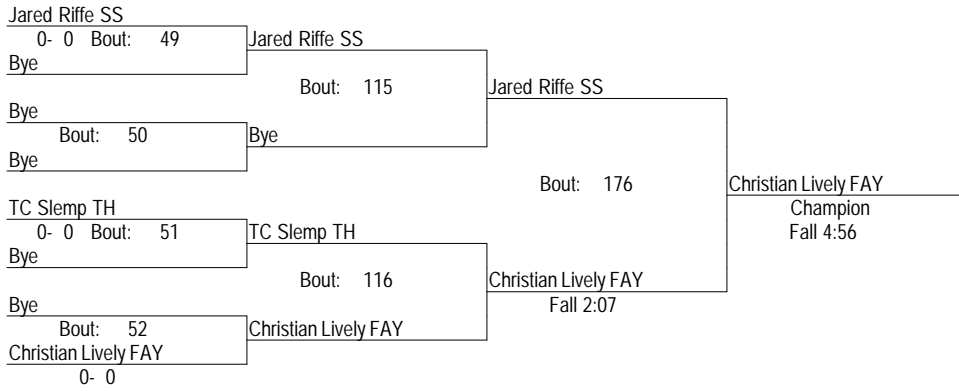 Jared Riffe SS
0- 0 Bout: 49
Jared Riffe SS
Bye
Bout: 115
Jared Riffe SS
Bye
Bout: 50
Bye
Bye
Bout: 176
Christian Lively FAY
Champion
Fall 4:56
TC Slemp TH
0- 0 Bout: 51
TC Slemp TH
Bye
Bout: 116
Christian Lively FAY
Fall 2:07
Bye
Bout: 52
Christian Lively FAY
Christian Lively FAY
0- 0